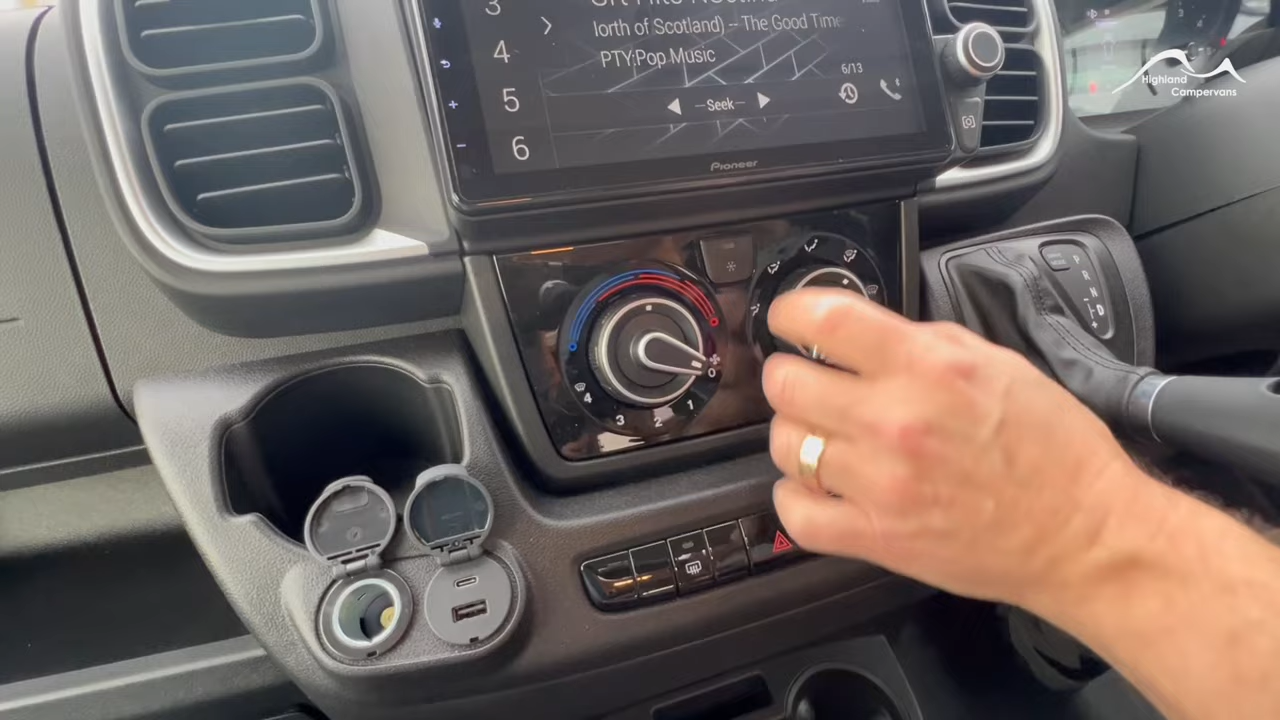 3
4
5
6
lorth of Scotland) -- The Good Time
PTY:Pop Music
6/13
Seek
Pioneer
Highland
Campervans
P
R
N
D
+
0
1
2
3
4